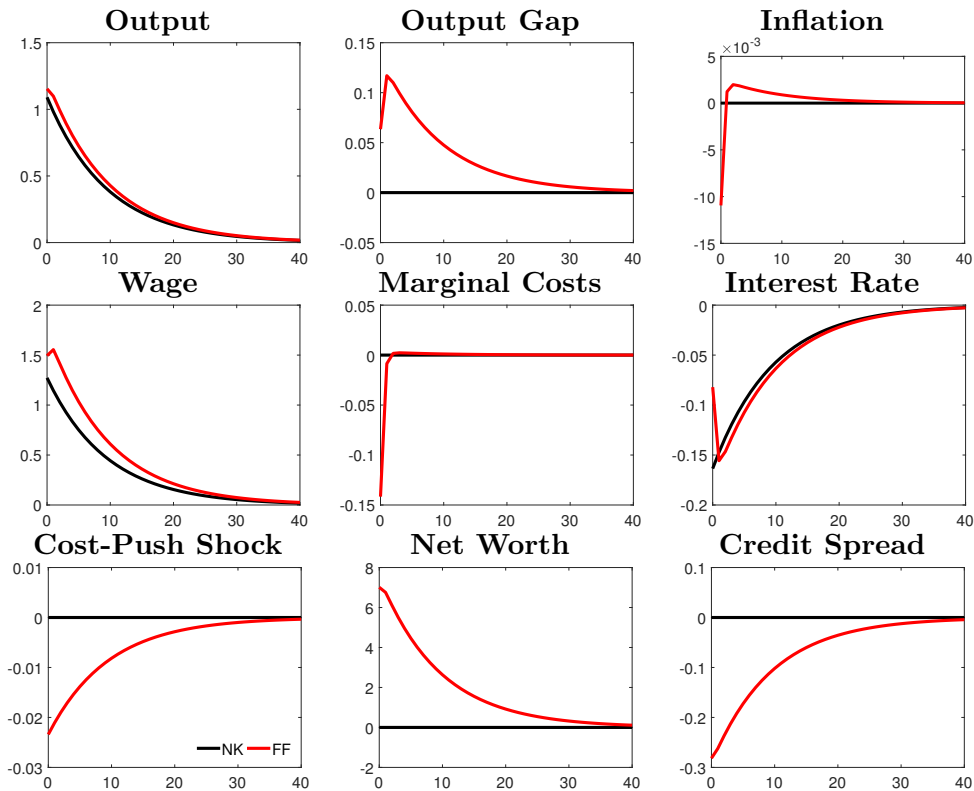 Output
1.5
1
0.5
0
0 10 20 30 40
Output Gap
0.15
0.1
0.05
0
-0.05
0 10 20 30 40
Inflation
×10⁻³
5
0
-5
-10
-15
0 10 20 30 40
Wage
2
1.5
1
0.5
0
0 10 20 30 40
Marginal Costs
0.05
0
-0.05
-0.1
-0.15
0 10 20 30 40
Interest Rate
0
-0.05
-0.1
-0.15
-0.2
0 10 20 30 40
Cost-Push Shock
0.01
0
-0.01
-0.02
-0.03
NK FF
0 10 20 30 40
Net Worth
8
6
4
2
0
-2
0 10 20 30 40
Credit Spread
0.1
0
-0.1
-0.2
-0.3
0 10 20 30 40